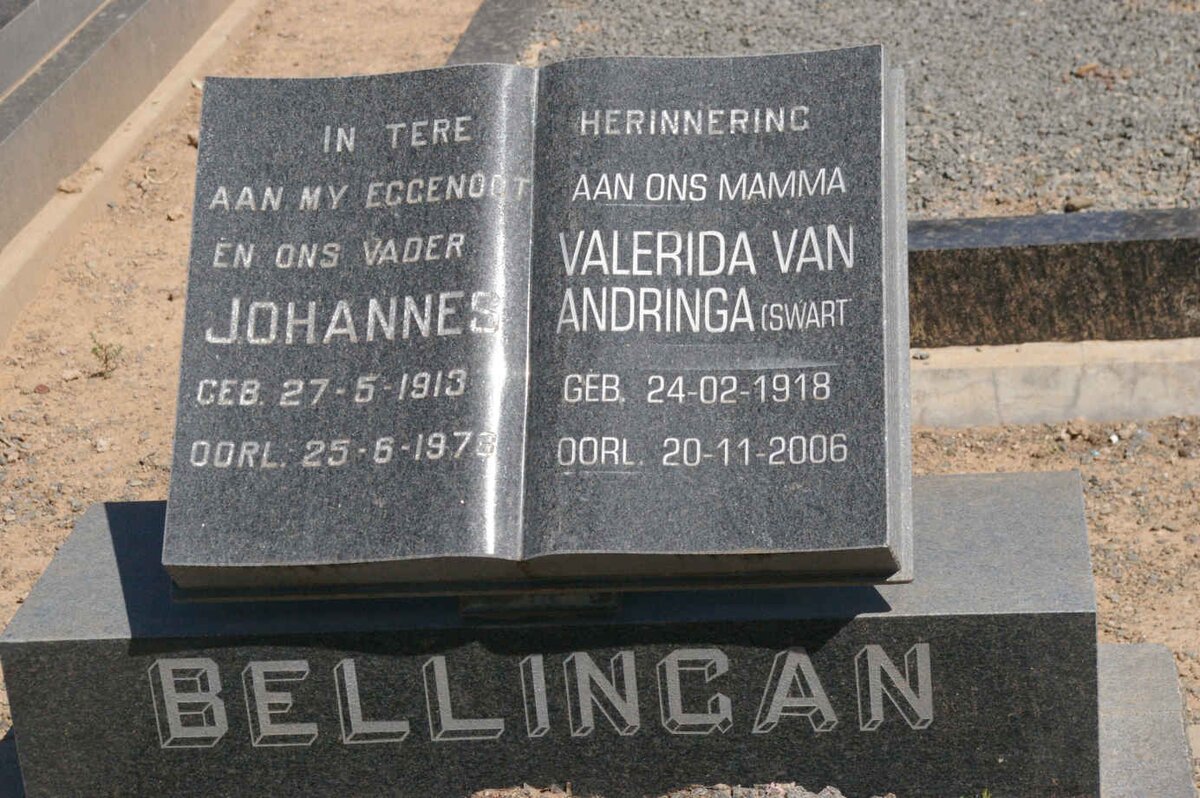 IN TERE HERINNERING
AAN MY EGGENOOT
EN ONS VADER
JOHANNES
GEB. 27-5-1913
OORL. 25-6-1978
AAN ONS MAMMA
VALERIDA VAN
ANDRINGA (SWART
GEB. 24-02-1918
OORL. 20-11-2006
BELLINGAN